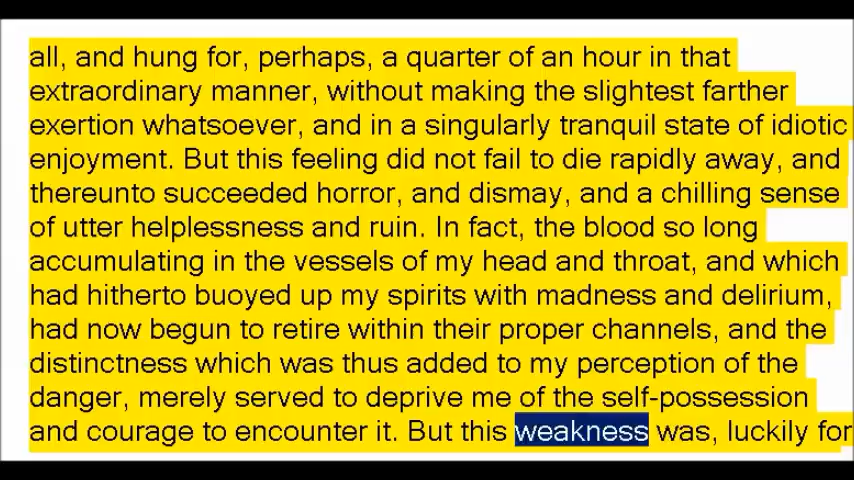 all, and hung for, perhaps, a quarter of an hour in that
extraordinary manner, without making the slightest farther
exertion whatsoever, and in a singularly tranquil state of idiotic
enjoyment. But this feeling did not fail to die rapidly away, and
thereunto succeeded horror, and dismay, and a chilling sense
of utter helplessness and ruin. In fact, the blood so long
accumulating in the vessels of my head and throat, and which
had hitherto buoyed up my spirits with madness and delirium,
had now begun to retire within their proper channels, and the
distinctness which was thus added to my perception of the
danger, merely served to deprive me of the self-possession
and courage to encounter it. But this weakness was, luckily for